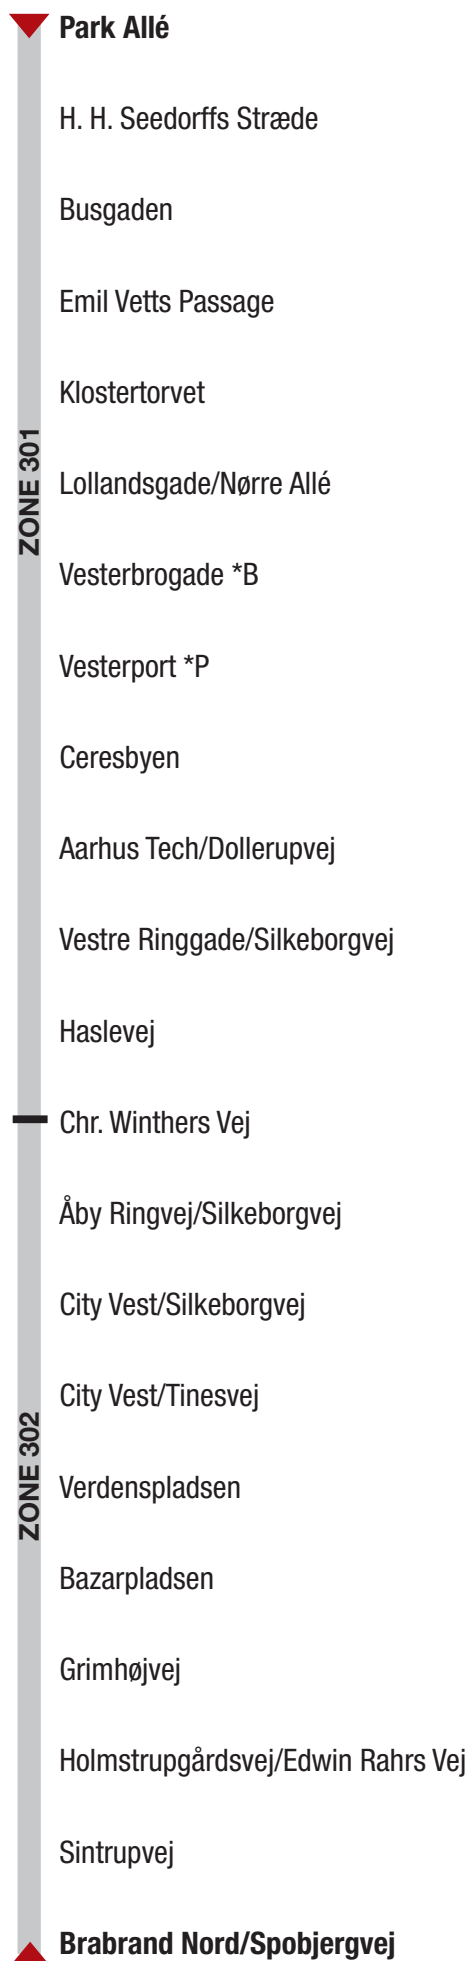 Park Allé
H. H. Seedorffs Stræde
Busgaden
Emil Vetts Passage
Klostertorvet
ZONE 301
Lollandsgade/Nørre Allé
Vesterbrogade *B
Vesterport *P
Ceresbyen
Aarhus Tech/Dollerupvej
Vestre Ringgade/Silkeborgvej
Haslevej
Chr. Winthers Vej
Åby Ringvej/Silkeborgvej
City Vest/Silkeborgvej
City Vest/Tinesvej
ZONE 302
Verdenspladsen
Bazarpladsen
Grimhøjvej
Holmstrupgårdsvej/Edwin Rahrs Vej
Sintrupvej
Brabrand Nord/Spobjergvej